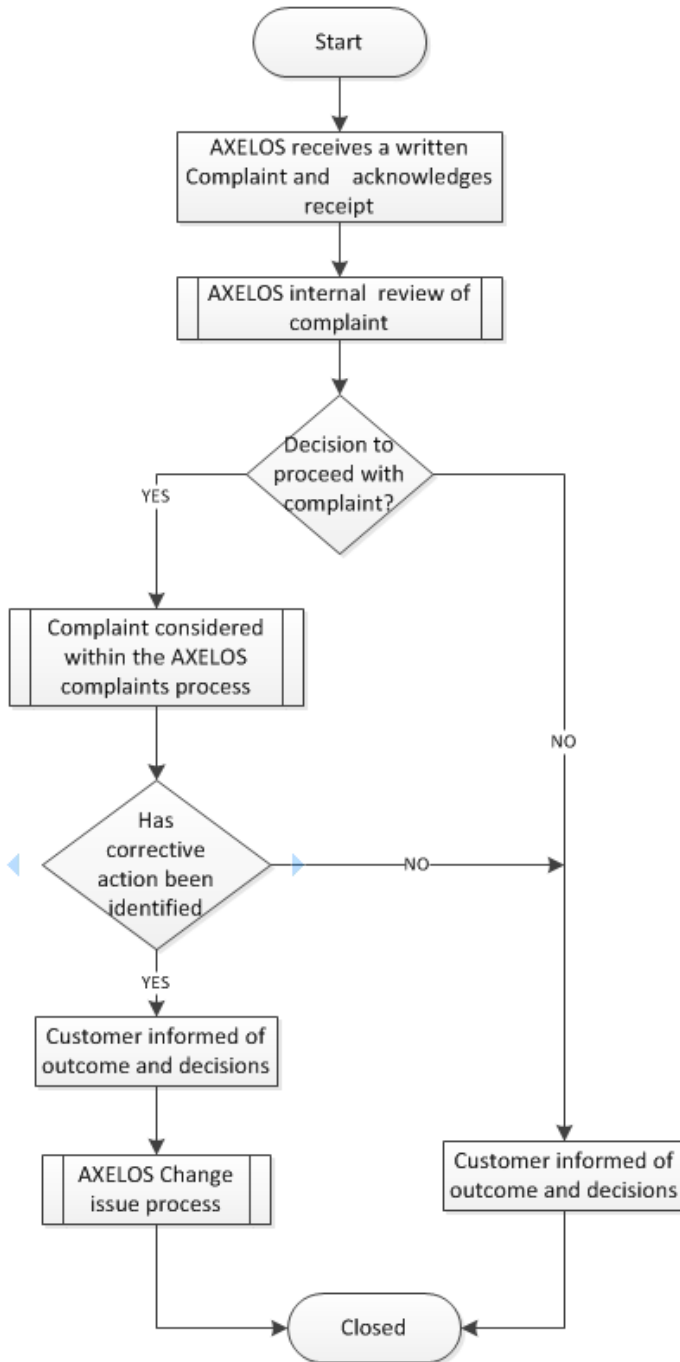 Start
AXELOS receives a written
Complaint and acknowledges
receipt
AXELOS internal review of
complaint
Decision to
proceed with
complaint?
YES
Complaint considered
within the AXELOS
complaints process
NO
Has
corrective
action been
identified
NO
YES
Customer informed of
outcome and decisions
AXELOS Change
issue process
Customer informed of
outcome and decisions
Closed